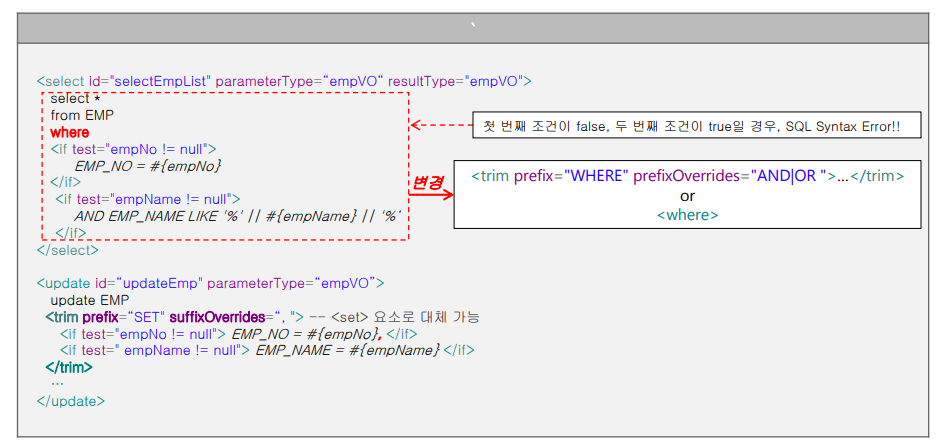 `
<select id="selectEmpList" parameterType=“empVO“ resultType="empVO">
select *
from EMP
where
<if test="empNo != null">
EMP_NO = #{empNo}
</if>
<if test="empName != null">
AND EMP_NAME LIKE '%' || #{empName} || '%‘
</if>
</select>
첫 번째 조건이 false, 두 번째 조건이 true일 경우, SQL Syntax Error!!
변경
<trim prefix="WHERE" prefixOverrides="AND|OR ">…</trim>
or
<where>
<update id=“updateEmp" parameterType=“empVO”>
update EMP
<trim prefix=“SET" suffixOverrides=“, "> -- <set> 요소로 대체 가능
<if test="empNo != null"> EMP_NO = #{empNo}, </if>
<if test=" empName != null"> EMP_NAME = #{empName} </if>
</trim>
…
</update>